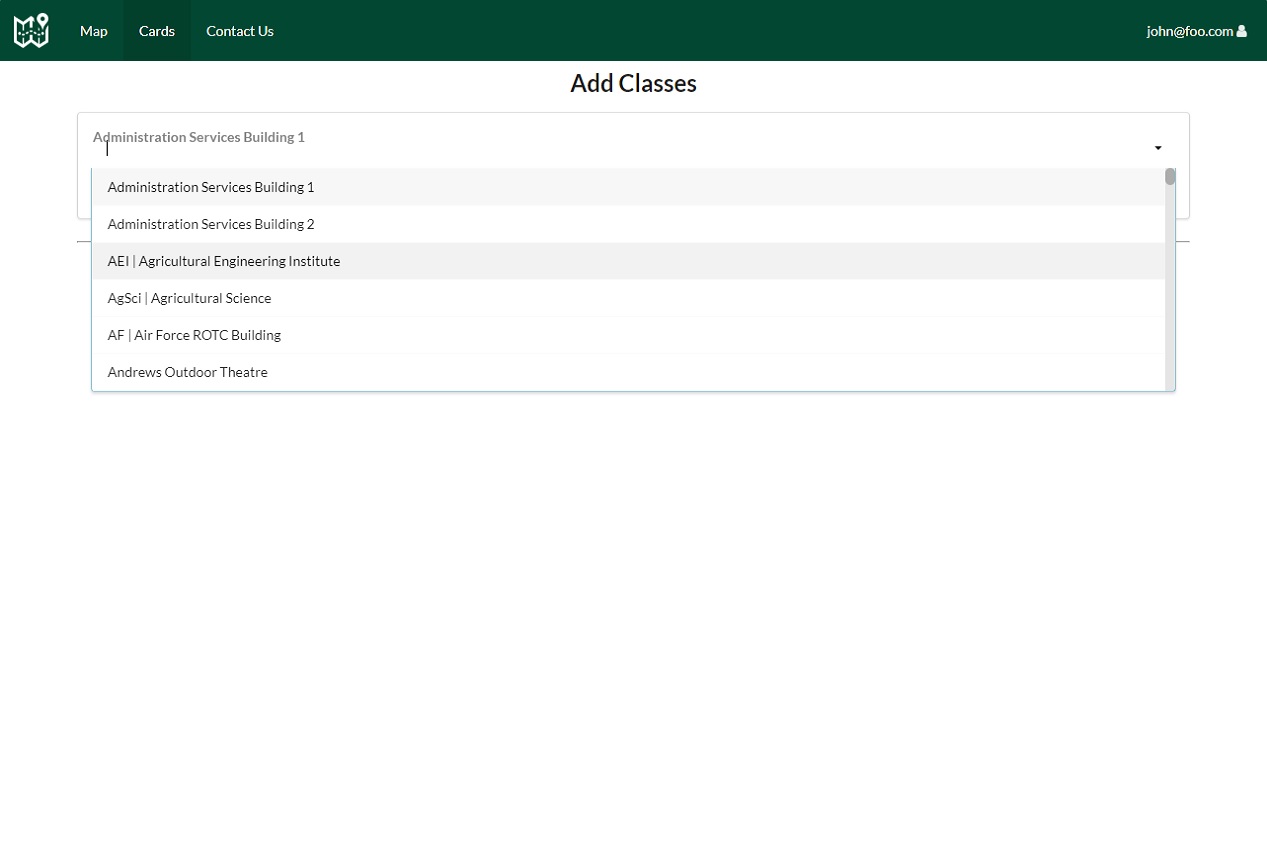 Map Cards Contact Us john@foo.com
Add Classes
Administration Services Building 1
Administration Services Building 1
Administration Services Building 2
AEI | Agricultural Engineering Institute
AgSci | Agricultural Science
AF | Air Force ROTC Building
Andrews Outdoor Theatre